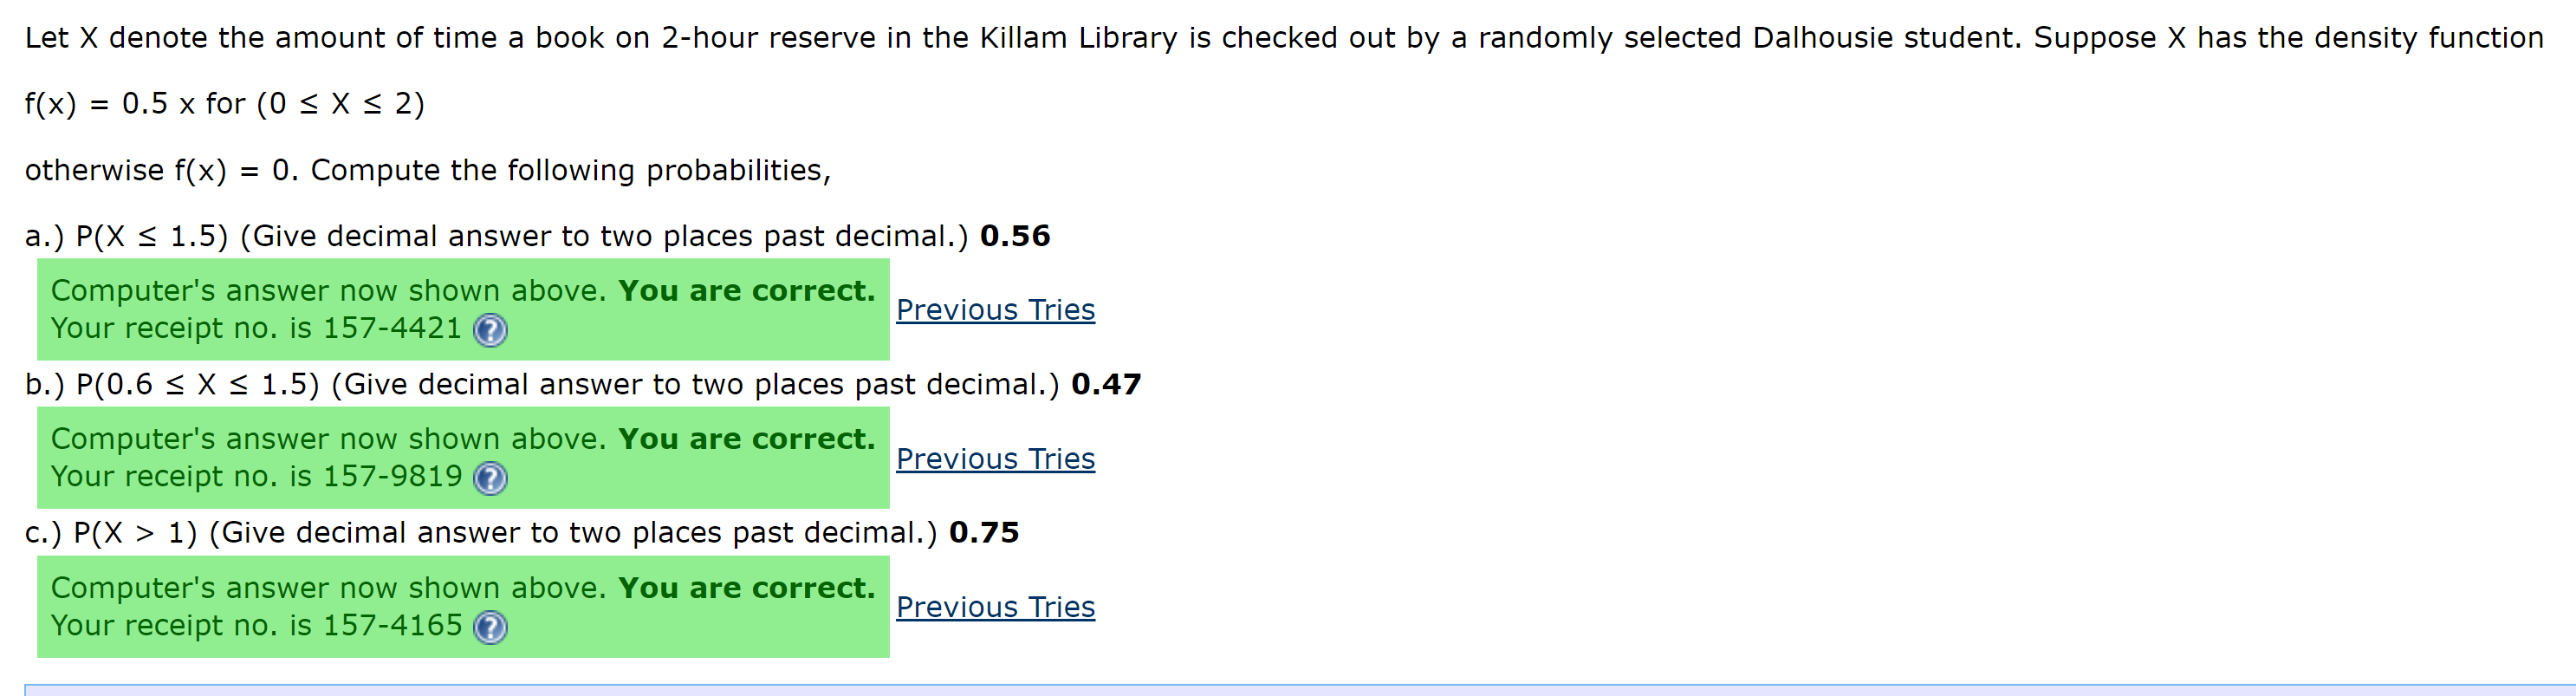 Let X denote the amount of time a book on 2-hour reserve in the Killam Library is checked out by a randomly selected Dalhousie student. Suppose X has the density function
f(x) = 0.5 x for (0 ≤ X ≤ 2)
otherwise f(x) = 0. Compute the following probabilities,
a.) P(X ≤ 1.5) (Give decimal answer to two places past decimal.) 0.56
Computer's answer now shown above. You are correct.
Your receipt no. is 157-4421 ?
Previous Tries
b.) P(0.6 ≤ X ≤ 1.5) (Give decimal answer to two places past decimal.) 0.47
Computer's answer now shown above. You are correct.
Your receipt no. is 157-9819 ?
Previous Tries
c.) P(X > 1) (Give decimal answer to two places past decimal.) 0.75
Computer's answer now shown above. You are correct.
Your receipt no. is 157-4165 ?
Previous Tries